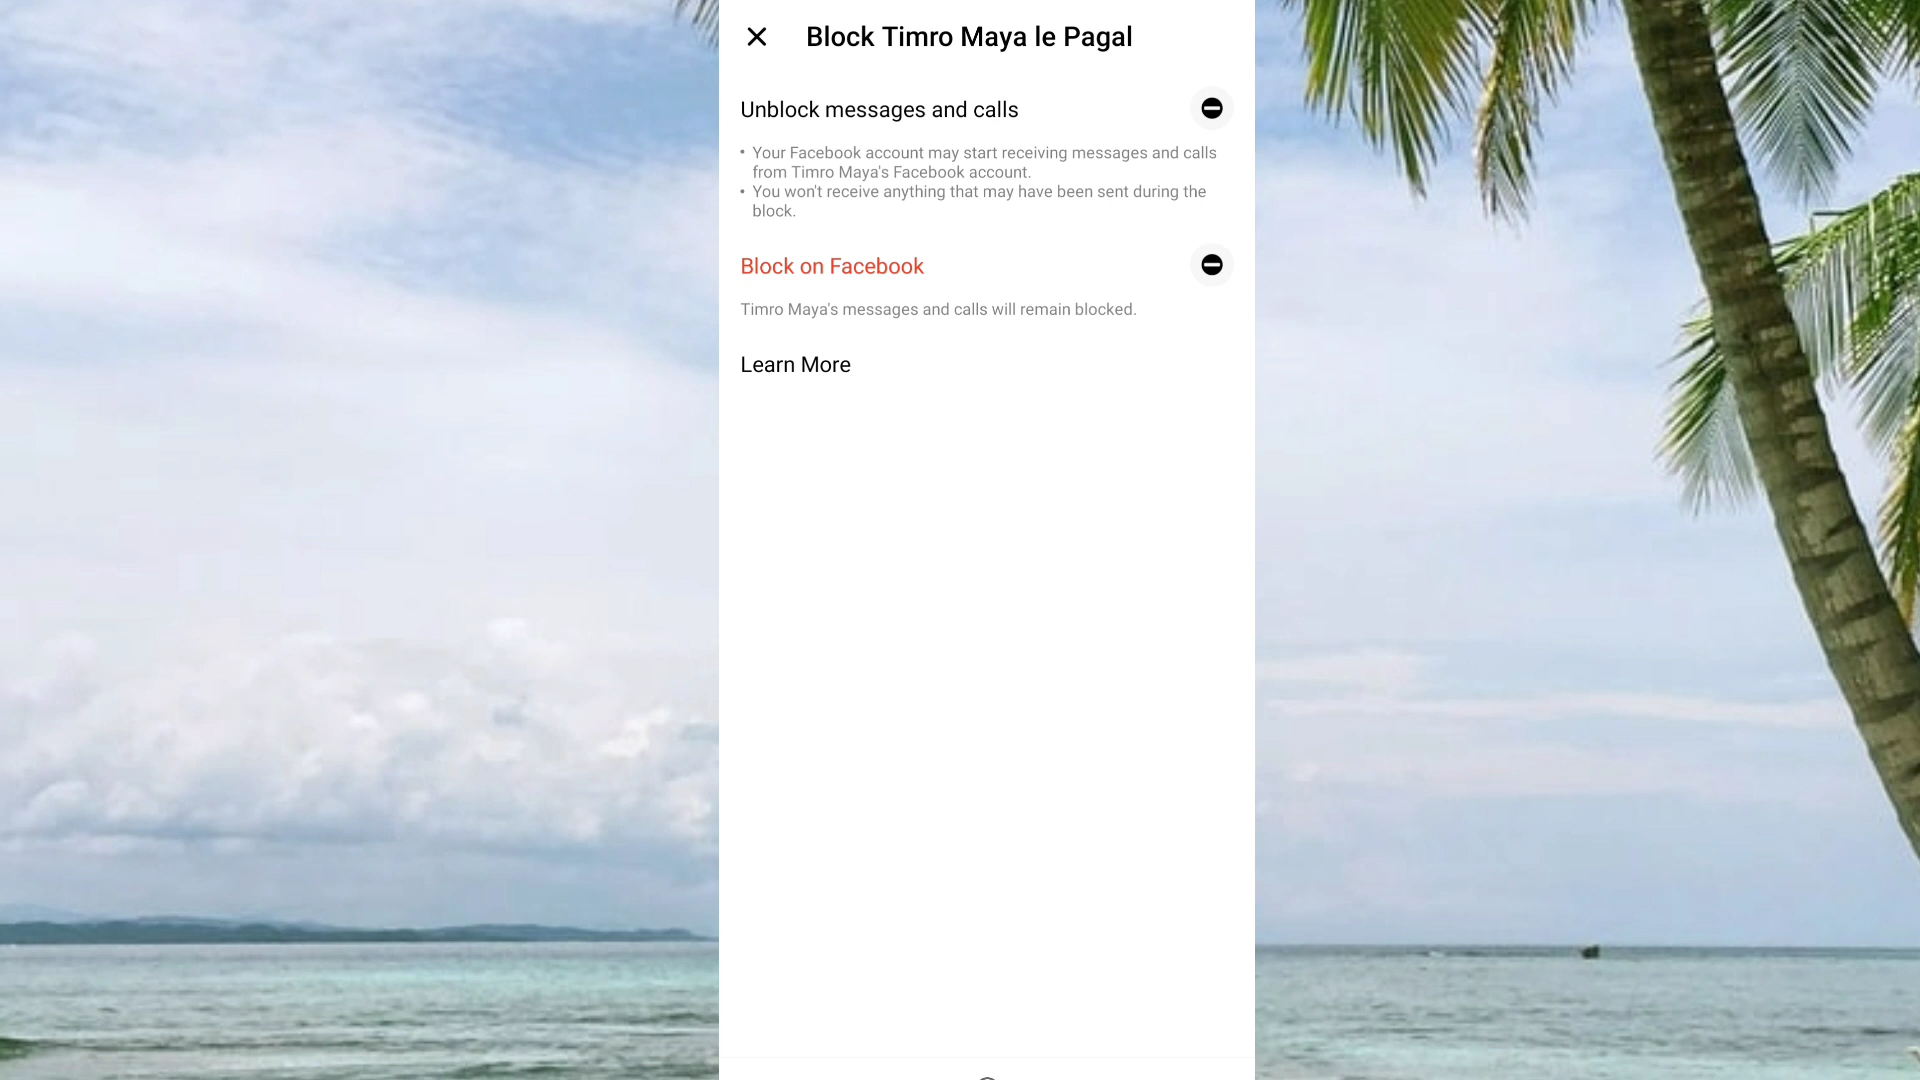 Block Timro Maya le Pagal
Unblock messages and calls
• Your Facebook account may start receiving messages and calls
from Timro Maya's Facebook account.
• You won't receive anything that may have been sent during the
block.
Block on Facebook
Timro Maya's messages and calls will remain blocked.
Learn More